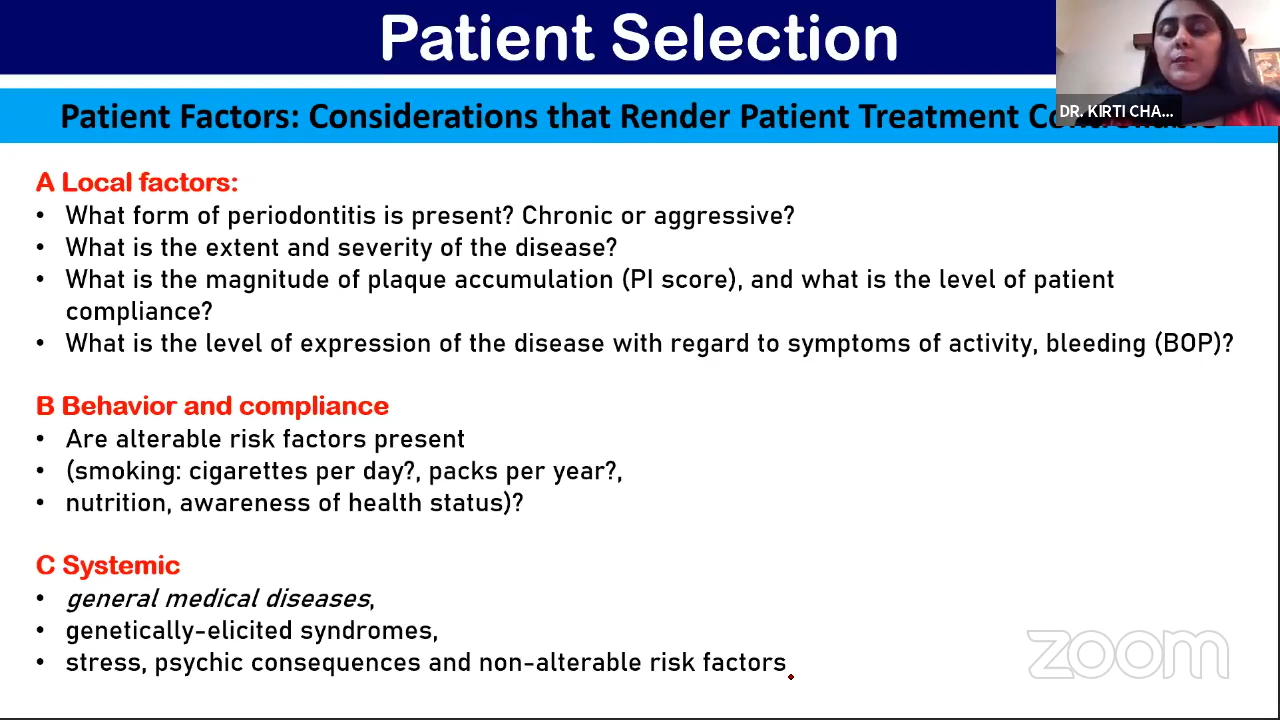 Patient Selection
Patient Factors: Considerations that Render Patient Treatment
DR. KIRTI CHA...
A Local factors:
• What form of periodontitis is present? Chronic or aggressive?
• What is the extent and severity of the disease?
• What is the magnitude of plaque accumulation (PI score), and what is the level of patient
compliance?
• What is the level of expression of the disease with regard to symptoms of activity, bleeding (BOP)?
B Behavior and compliance
• Are alterable risk factors present
• (smoking: cigarettes per day?, packs per year?,
• nutrition, awareness of health status)?
C Systemic
• general medical diseases,
• genetically-elicited syndromes,
• stress, psychic consequences and non-alterable risk factors
zoom